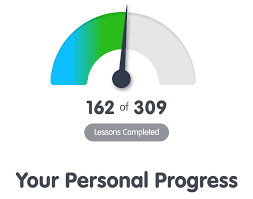 162 of 309
Lessons Completed
Your Personal Progress